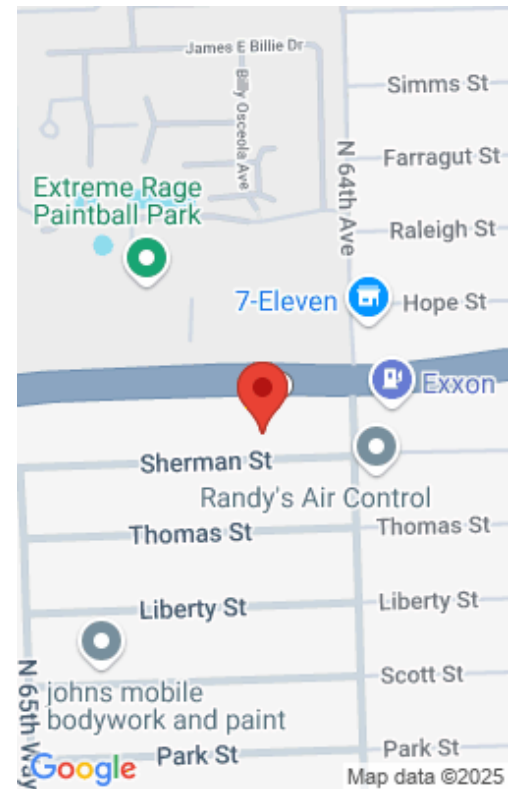 James E Billie Dr
Simms St
Billy Osceola Ave
N 64th Ave
Farragut St
Extreme Rage
Paintball Park
Raleigh St
7-Eleven
Hope St
Exxon
Sherman St
Randy's Air Control
Thomas St
Thomas St
Liberty St
Liberty St
N 65th Way
Scott St
johns mobile
bodywork and paint
Park St
Park St
Google
Map data ©2025